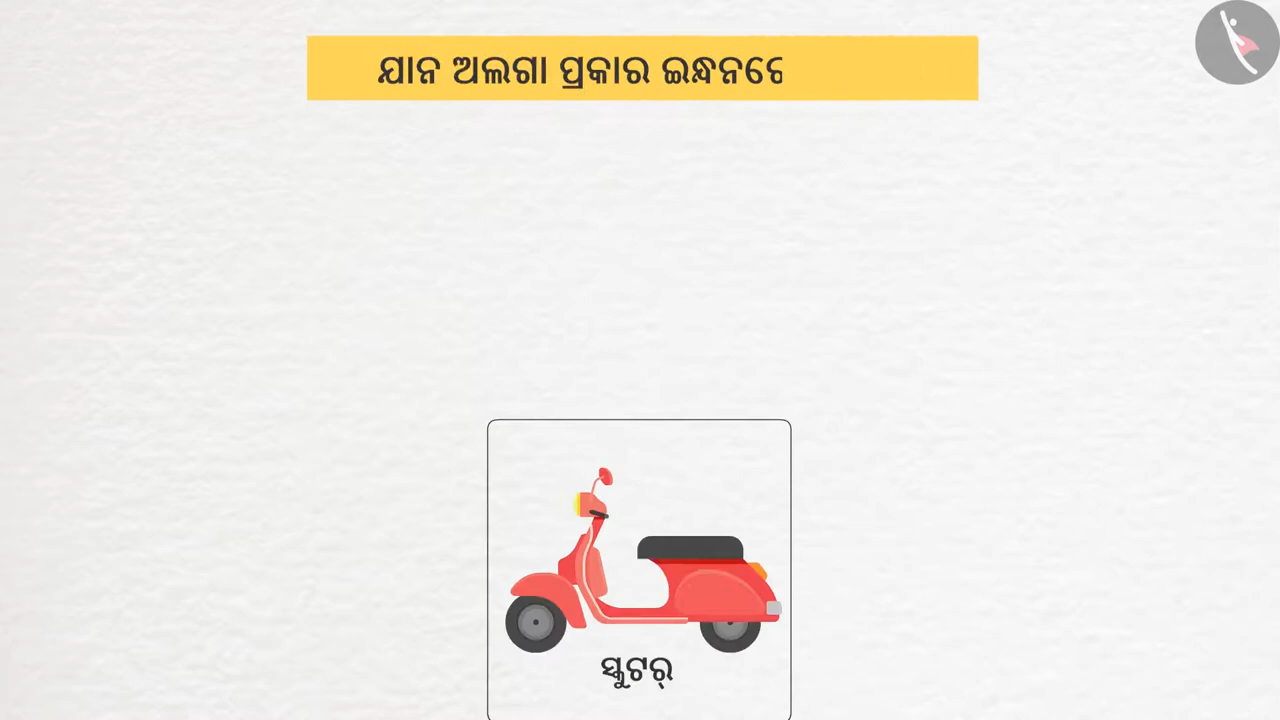 ଯାନ ଅଲଗା ପ୍ରକାର ଇନ୍ଧନରେ
ସ୍କୁଟର୍